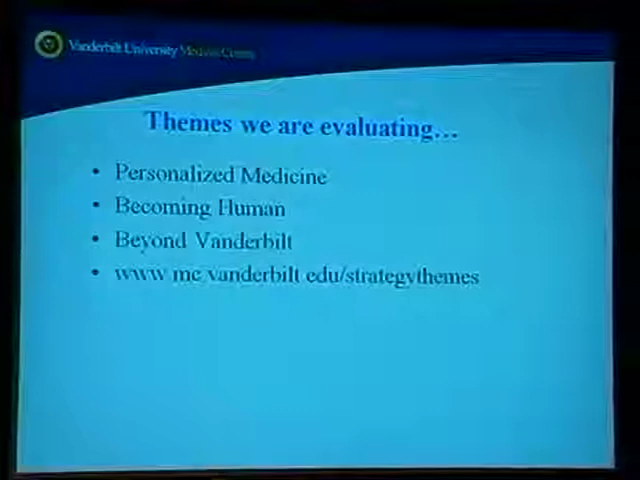 Vanderbilt University Medical Center
Themes we are evaluating…
• Personalized Medicine
• Becoming Human
• Beyond Vanderbilt
• www.mc.vanderbilt.edu/strategythemes